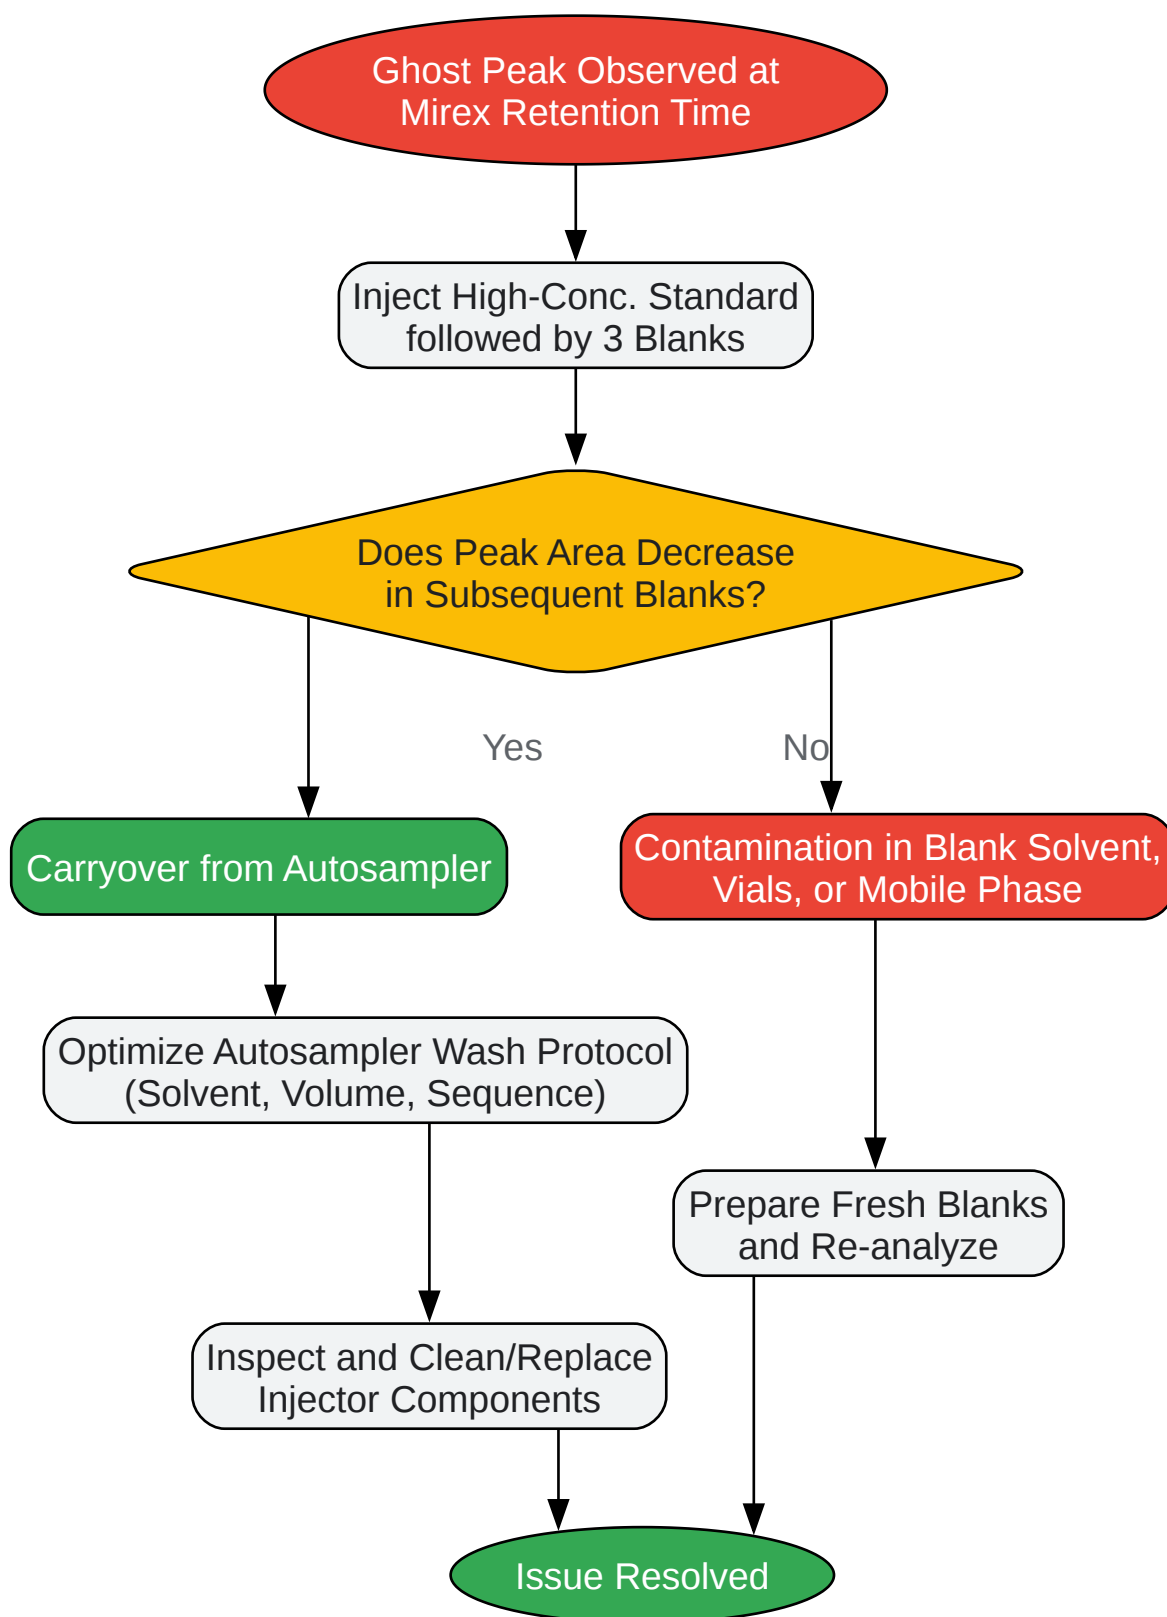 Ghost Peak Observed at
Mirex Retention Time
Inject High-Conc. Standard
followed by 3 Blanks
Does Peak Area Decrease
in Subsequent Blanks?
Yes
No
Carryover from Autosampler
Contamination in Blank Solvent,
Vials, or Mobile Phase
Optimize Autosampler Wash Protocol
(Solvent, Volume, Sequence)
Prepare Fresh Blanks
and Re-analyze
Inspect and Clean/Replace
Injector Components
Issue Resolved